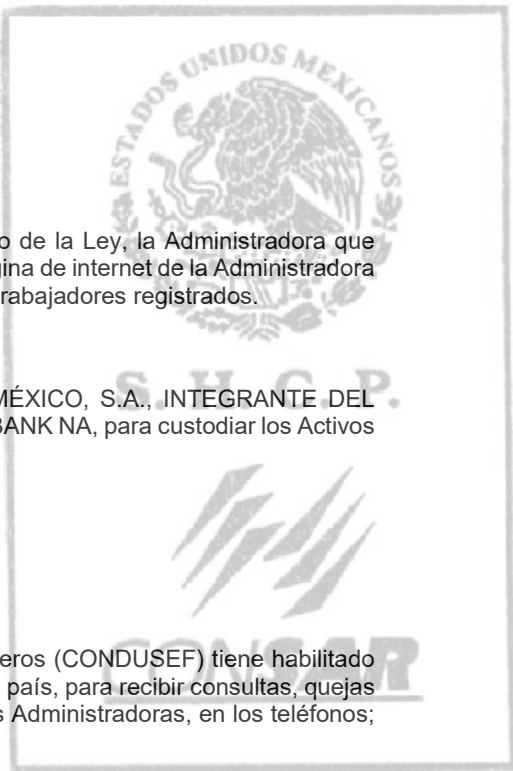 ESTADOS UNIDOS MEXICANOS
o de la Ley, la Administradora que
gina de internet de la Administradora
rabajadores registrados.
S. H. C. P.
MÉXICO, S.A., INTEGRANTE DEL
BANK NA, para custodiar los Activos
CONSAR
eros (CONDUSEF) tiene habilitado
país, para recibir consultas, quejas
s Administradoras, en los teléfonos;